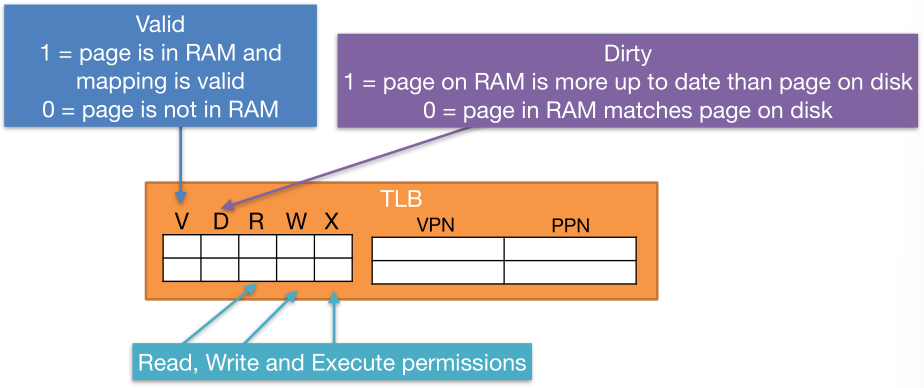 Valid
1 = page is in RAM and
mapping is valid
0 = page is not in RAM
Dirty
1 = page on RAM is more up to date than page on disk
0 = page in RAM matches page on disk
TLB
V D R W X
VPN PPN
Read, Write and Execute permissions